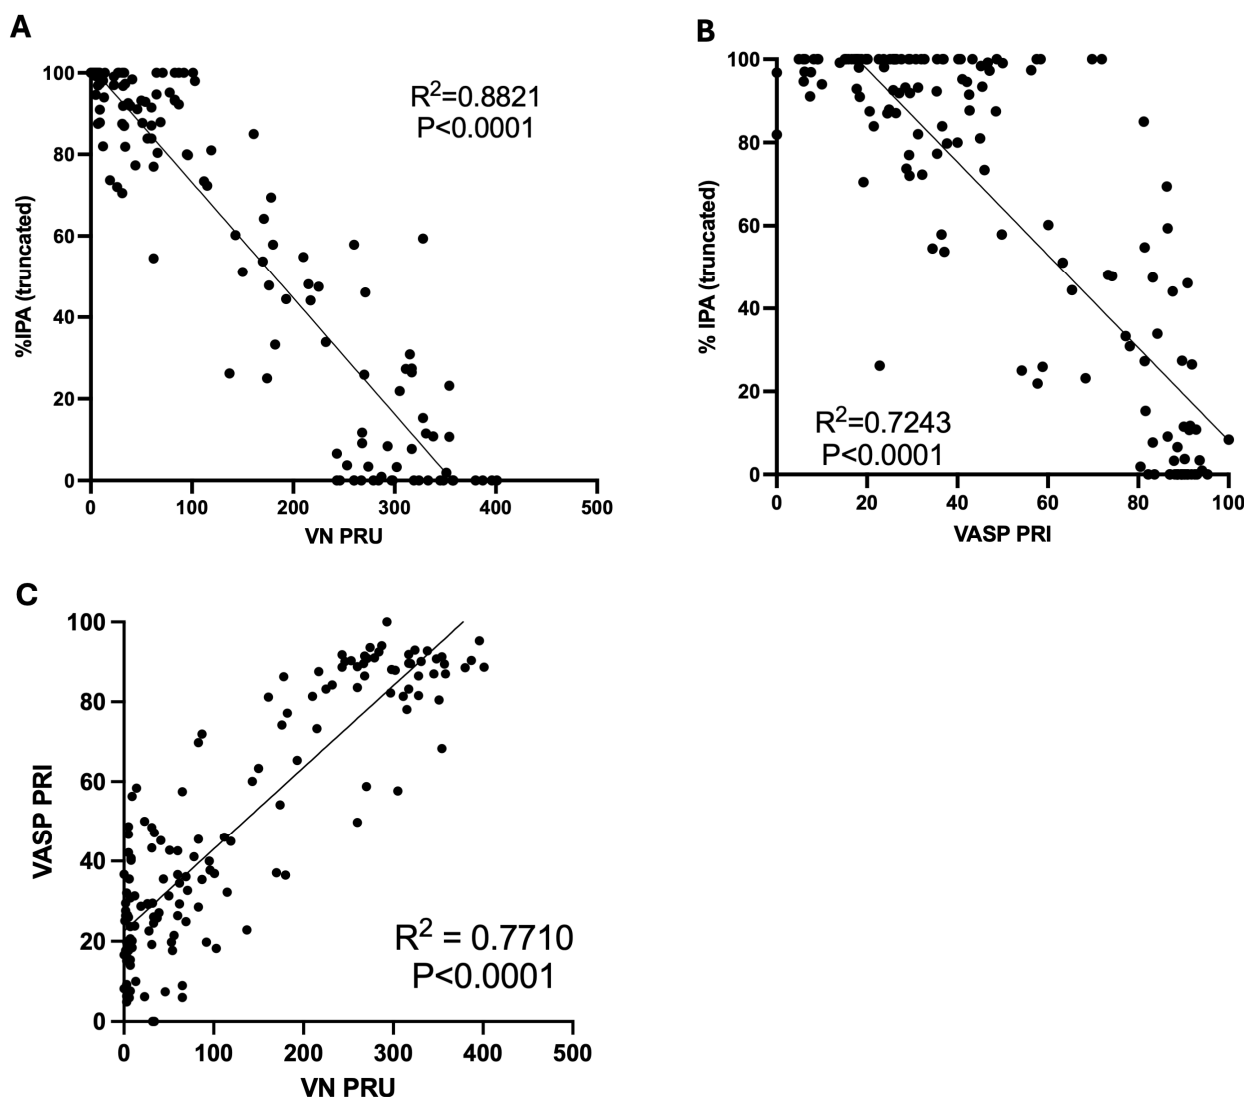 A
%IPA (truncated)
100
80
60
40
20
0
R²=0.8821
P<0.0001
0 100 200 300 400 500
VN PRU
B
% IPA (truncated)
100
80
60
40
20
0
R²=0.7243
P<0.0001
0 20 40 60 80 100
VASP PRI
C
VASP PRI
100
80
60
40
20
0
R² = 0.7710
P<0.0001
0 100 200 300 400 500
VN PRU